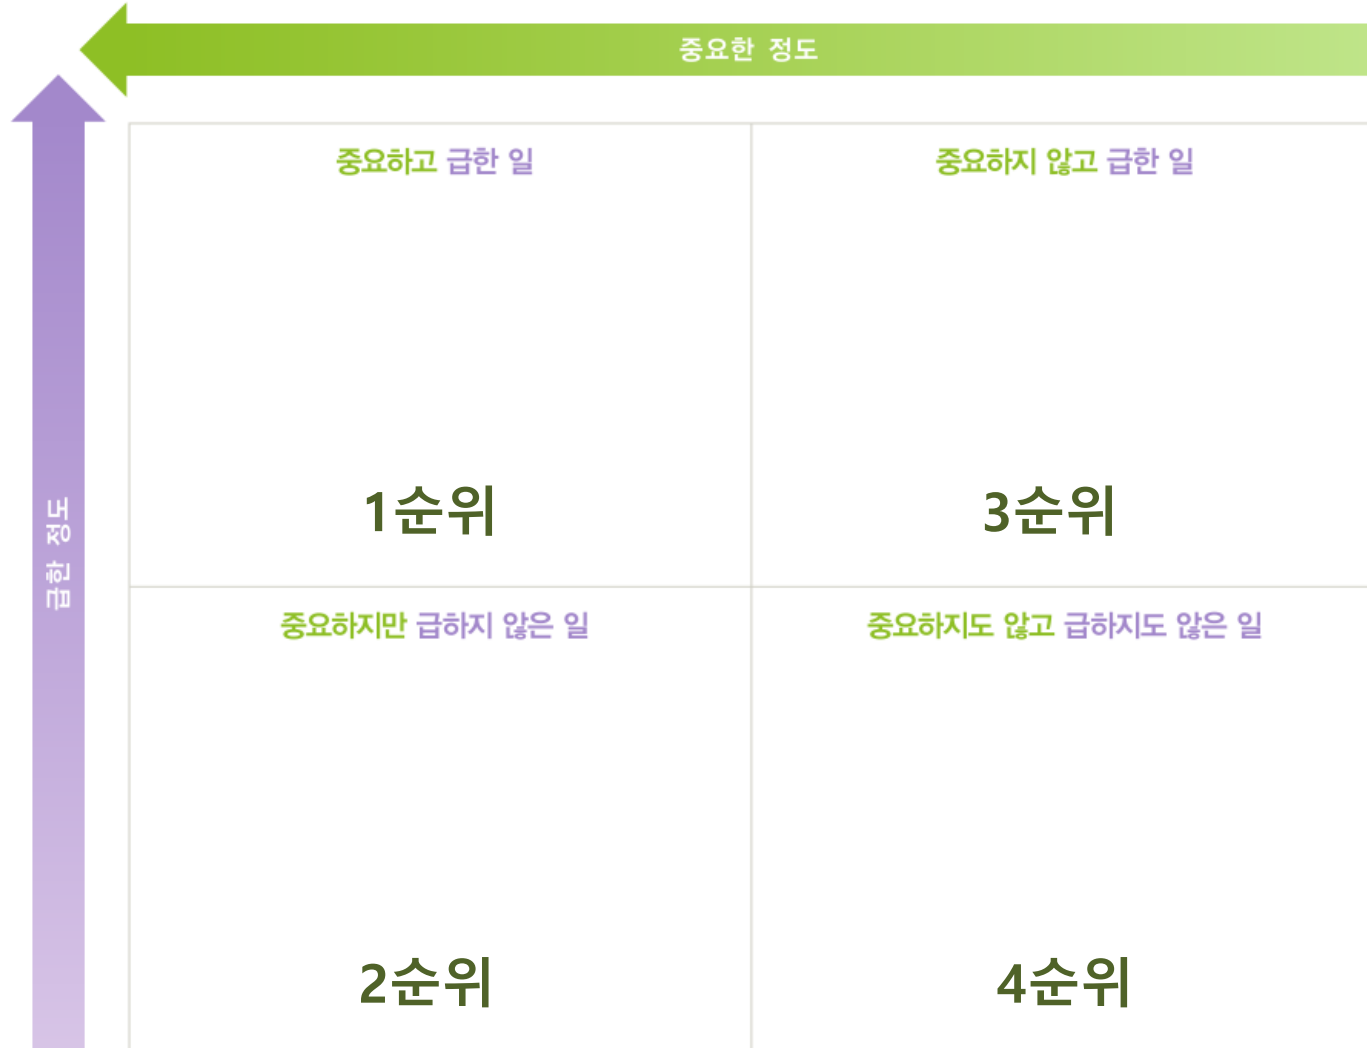 중요한 정도
급한 정도
중요하고 급한 일
1순위
중요하지 않고 급한 일
3순위
중요하지만 급하지 않은 일
2순위
중요하지도 않고 급하지도 않은 일
4순위